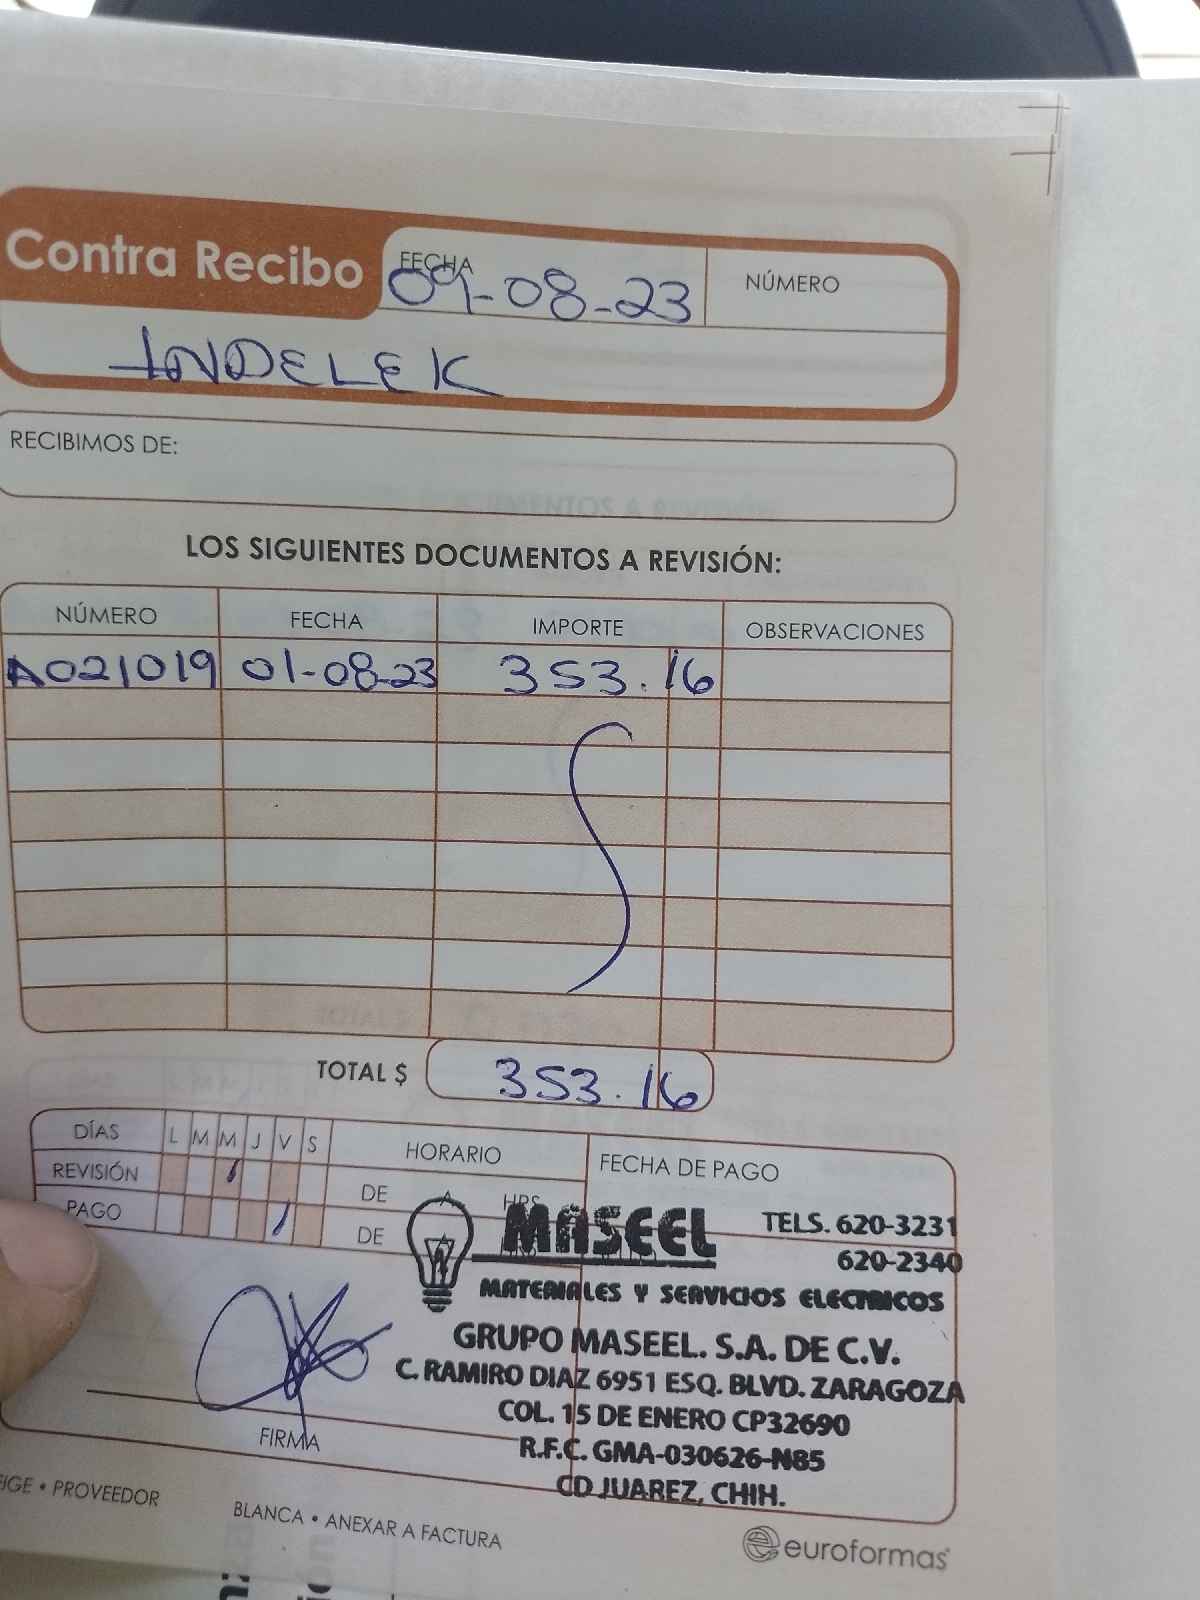 Contra Recibo
FECHA
09-08-23
NÚMERO
INDELEK
RECIBIMOS DE:
LOS SIGUIENTES DOCUMENTOS A REVISIÓN:
NÚMERO FECHA IMPORTE OBSERVACIONES
A021019 01-08-23 353.16
TOTAL $ 353.16
DÍAS L M M J V S HORARIO FECHA DE PAGO
REVISIÓN DE A HRS
PAGO DE
MASEEL
TELS. 620-3231
620-2340
MATERIALES Y SERVICIOS ELECTRICOS
GRUPO MASEEL. S.A. DE C.V.
C. RAMIRO DIAZ 6951 ESQ. BLVD. ZARAGOZA
COL. 15 DE ENERO CP32690
R.F.C. GMA-030626-N85
CD JUAREZ, CHIH.
FIRMA
• PROVEEDOR
BLANCA • ANEXAR A FACTURA
euroformas